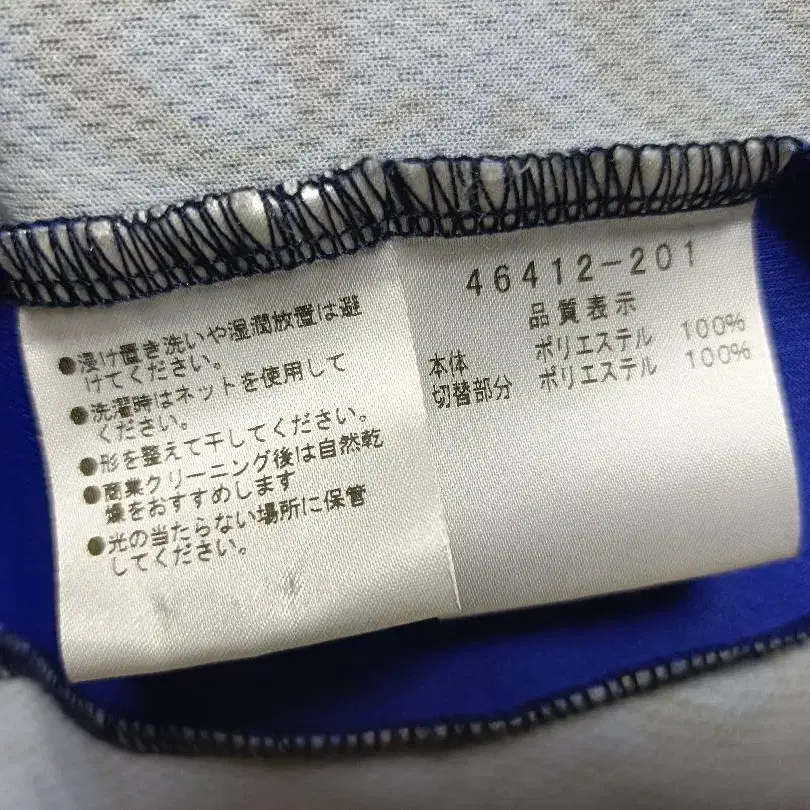 ●浸け置き洗いや湿潤放置は避
けてください。
●洗濯時はネットを使用して
ください。
●形を整えて干してください。
●商業クリーニング後は自然乾
燥をおすすめします
●光の当たらない場所に保管
してください。
46412-201
品質表示
本体 ポリエステル 100%
切替部分 ポリエステル 100%